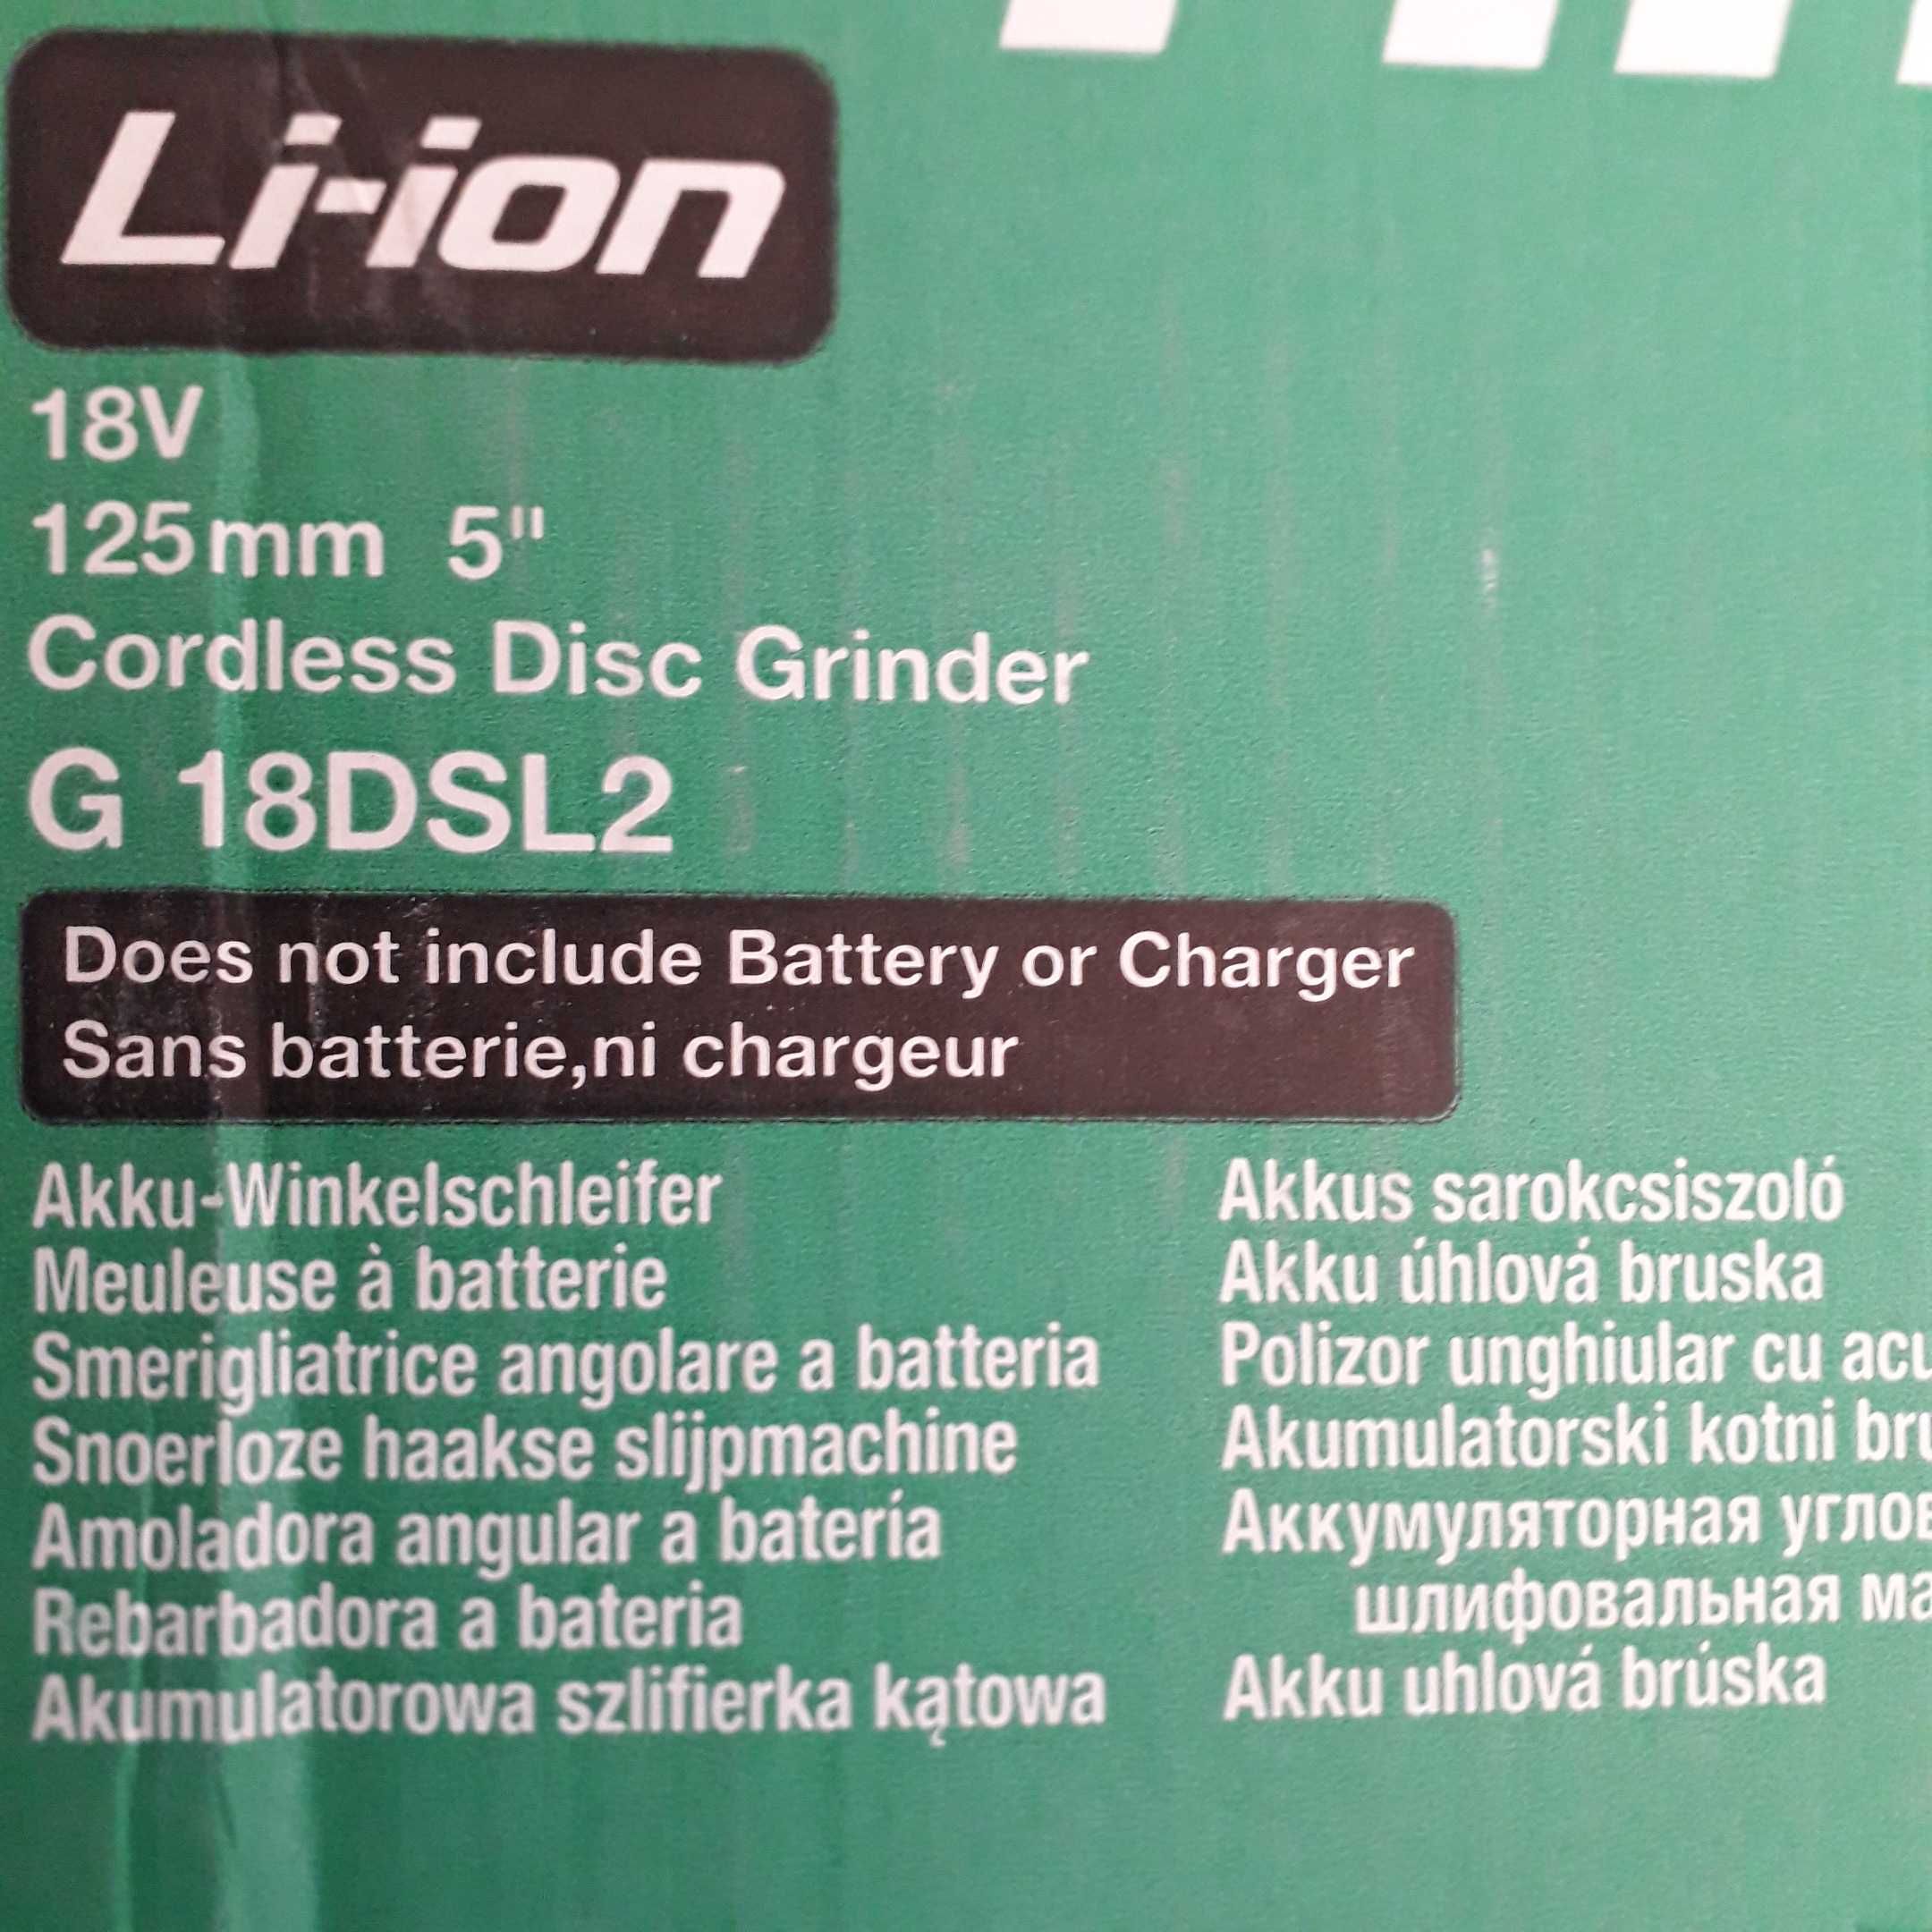 Li-ion
18V
125mm 5"
Cordless Disc Grinder
G 18DSL2
Does not include Battery or Charger
Sans batterie,ni chargeur
Akku-Winkelschleifer
Meuleuse à batterie
Smerigliatrice angolare a batteria
Snoerloze haakse slijpmachine
Amoladora angular a batería
Rebarbadora a bateria
Akumulatorowa szlifierka kątowa
Akkus sarokcsiszoló
Akku úhlová bruska
Polizor unghiular cu
Akumulatorski kotni
Аккумуляторная
шлифовальная
Akku uhlová brúska